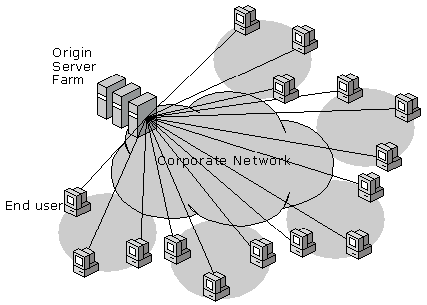 Origin
Server
Farm
Corporate Network
End user